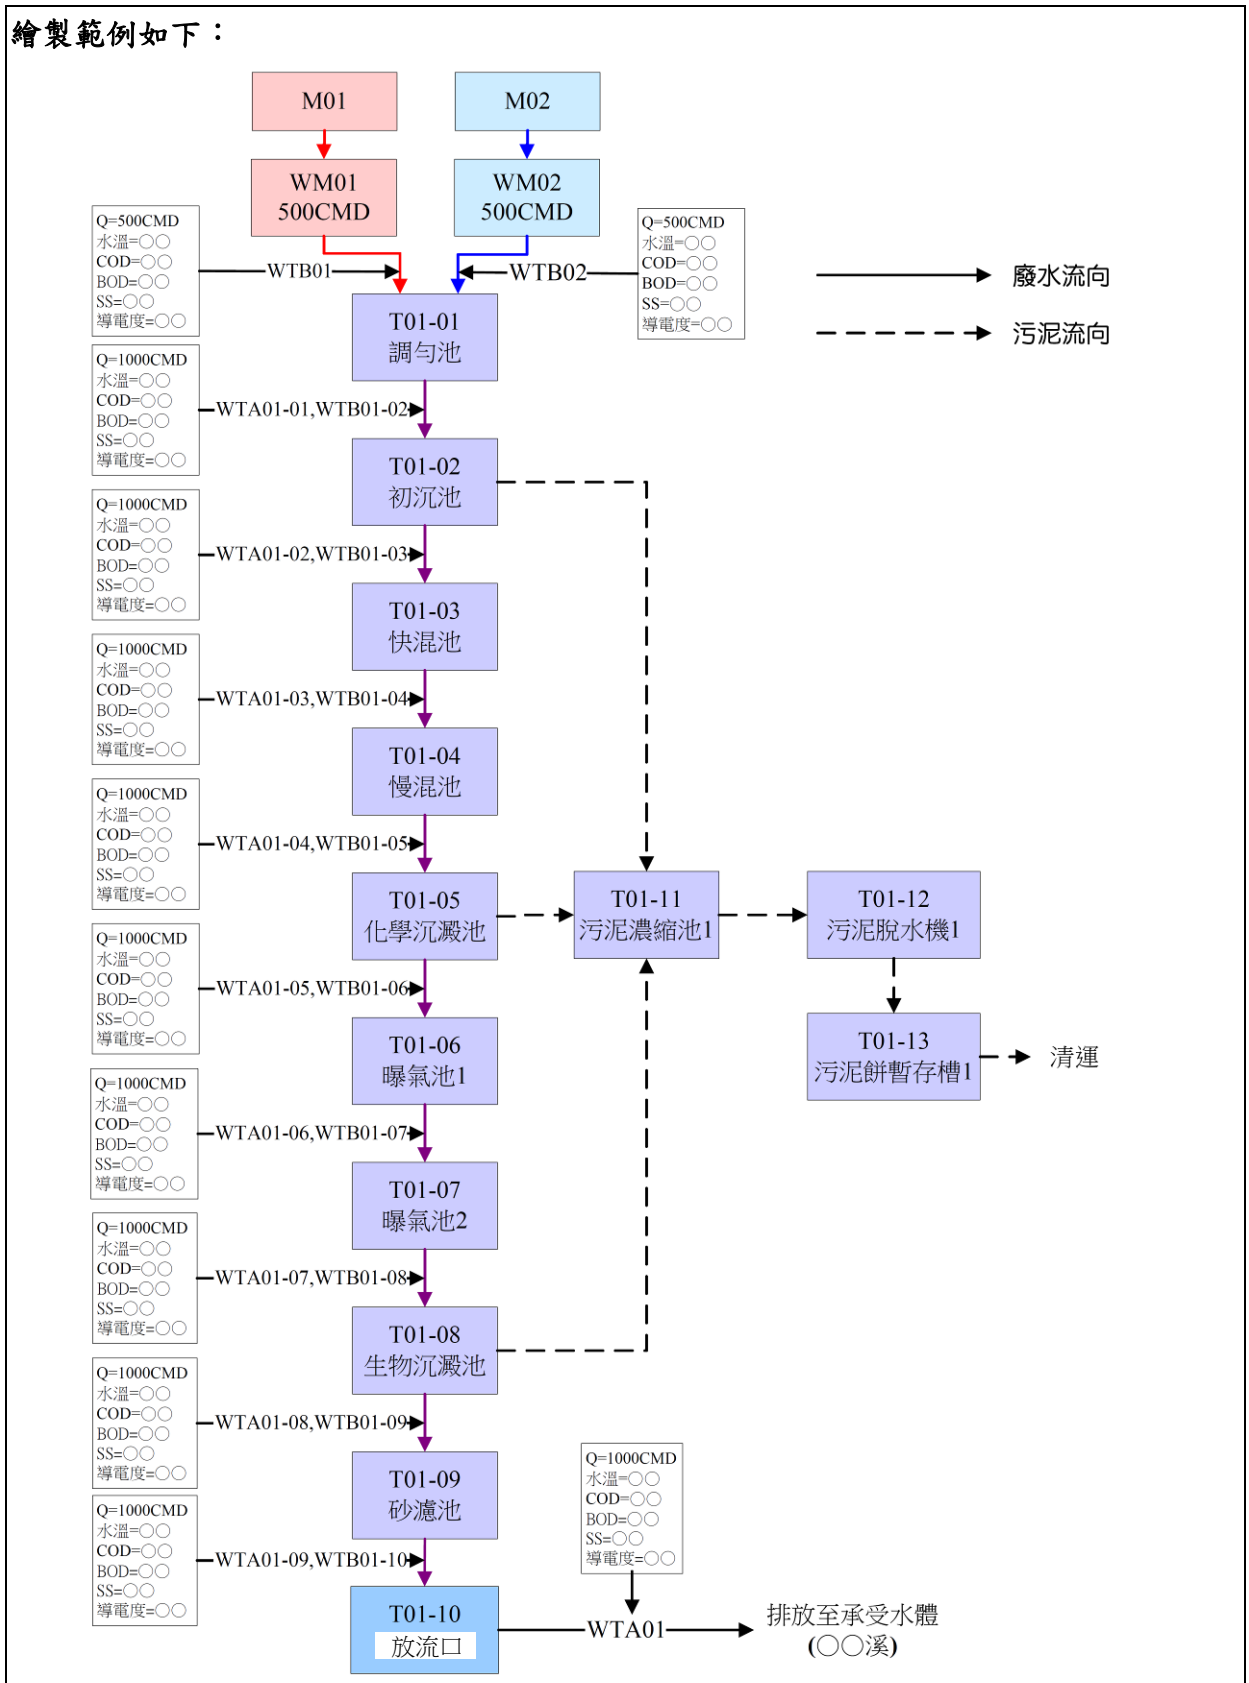 繪製範例如下：
M01
M02
WM01
500CMD
WM02
500CMD
Q=500CMD
水溫=○○
COD=○○
BOD=○○
SS=○○
導電度=○○
WTB01
WTB02
Q=500CMD
水溫=○○
COD=○○
BOD=○○
SS=○○
導電度=○○
廢水流向
污泥流向
T01-01
調勻池
Q=1000CMD
水溫=○○
COD=○○
BOD=○○
SS=○○
導電度=○○
WTA01-01,WTB01-02
T01-02
初沉池
Q=1000CMD
水溫=○○
COD=○○
BOD=○○
SS=○○
導電度=○○
WTA01-02,WTB01-03
T01-03
快混池
Q=1000CMD
水溫=○○
COD=○○
BOD=○○
SS=○○
導電度=○○
WTA01-03,WTB01-04
T01-04
慢混池
Q=1000CMD
水溫=○○
COD=○○
BOD=○○
SS=○○
導電度=○○
WTA01-04,WTB01-05
T01-05
化學沉澱池
T01-11
污泥濃縮池1
T01-12
污泥脫水機1
Q=1000CMD
水溫=○○
COD=○○
BOD=○○
SS=○○
導電度=○○
WTA01-05,WTB01-06
T01-06
曝氣池1
T01-13
污泥餅暫存槽1
清運
Q=1000CMD
水溫=○○
COD=○○
BOD=○○
SS=○○
導電度=○○
WTA01-06,WTB01-07
T01-07
曝氣池2
Q=1000CMD
水溫=○○
COD=○○
BOD=○○
SS=○○
導電度=○○
WTA01-07,WTB01-08
T01-08
生物沉澱池
Q=1000CMD
水溫=○○
COD=○○
BOD=○○
SS=○○
導電度=○○
WTA01-08,WTB01-09
T01-09
砂濾池
Q=1000CMD
水溫=○○
COD=○○
BOD=○○
SS=○○
導電度=○○
Q=1000CMD
水溫=○○
COD=○○
BOD=○○
SS=○○
導電度=○○
WTA01-09,WTB01-10
T01-10
放流口
WTA01
排放至承受水體
(○○溪)